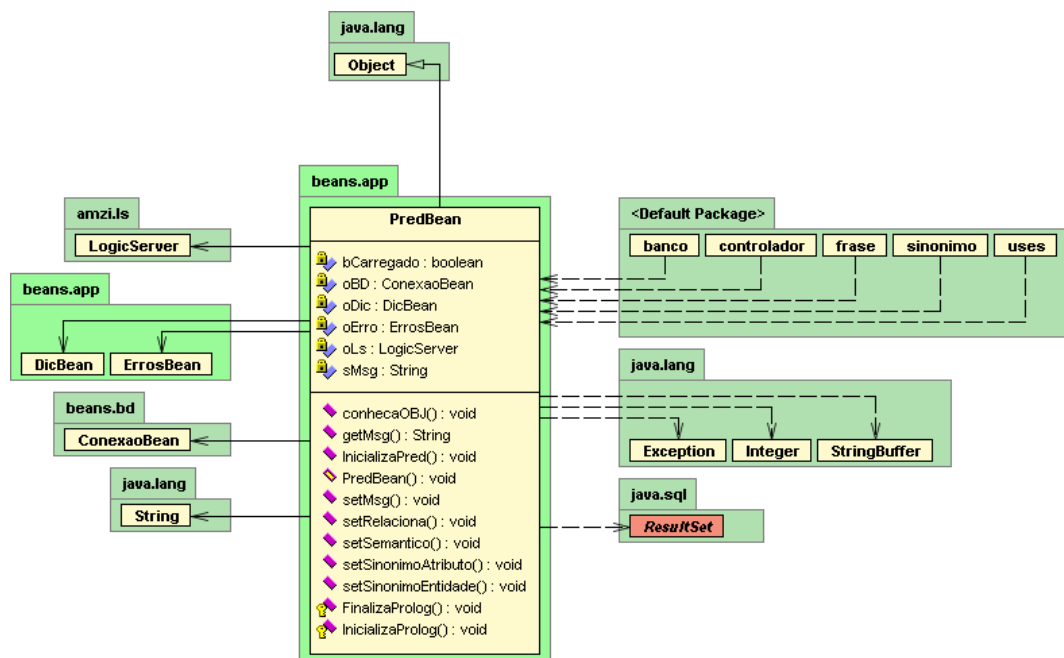 java.lang
Object
beans.app
PredBean
bCarregado : boolean
oBD : ConexaoBean
oDic : DicBean
oErro : ErrosBean
oLs : LogicServer
sMsg : String
conhecaOBJ() : void
getMsg() : String
InicializaPred() : void
PredBean() : void
setMsg() : void
setRelaciona() : void
setSemantico() : void
setSinonimoAtributo() : void
setSinonimoEntidade() : void
FinalizaProlog() : void
InicializaProlog() : void
amzi.ls
LogicServer
beans.app
DicBean ErrosBean
beans.bd
ConexaoBean
java.lang
String
<Default Package>
banco controlador frase sinonimo uses
java.lang
Exception Integer StringBuffer
java.sql
ResultSet